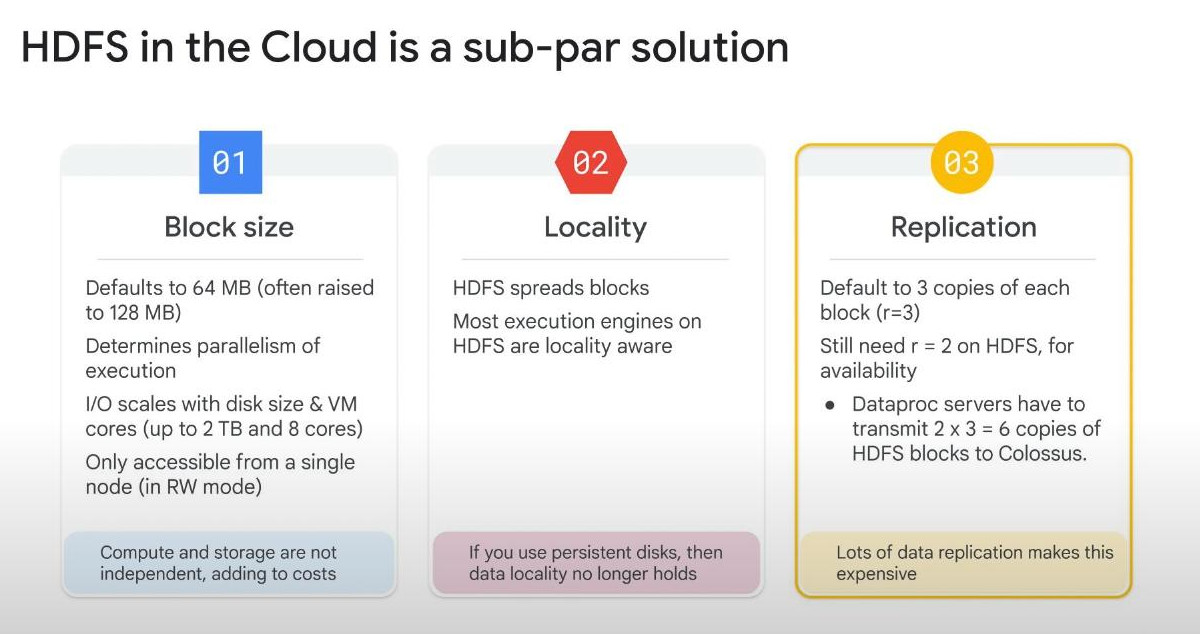 HDFS in the Cloud is a sub-par solution
01
Block size
Defaults to 64 MB (often raised
to 128 MB)
Determines parallelism of
execution
I/O scales with disk size & VM
cores (up to 2 TB and 8 cores)
Only accessible from a single
node (in RW mode)
Compute and storage are not
independent, adding to costs
02
Locality
HDFS spreads blocks
Most execution engines on
HDFS are locality aware
If you use persistent disks, then
data locality no longer holds
03
Replication
Default to 3 copies of each
block (r=3)
Still need r = 2 on HDFS, for
availability
● Dataproc servers have to
transmit 2 x 3 = 6 copies of
HDFS blocks to Colossus.
Lots of data replication makes this
expensive